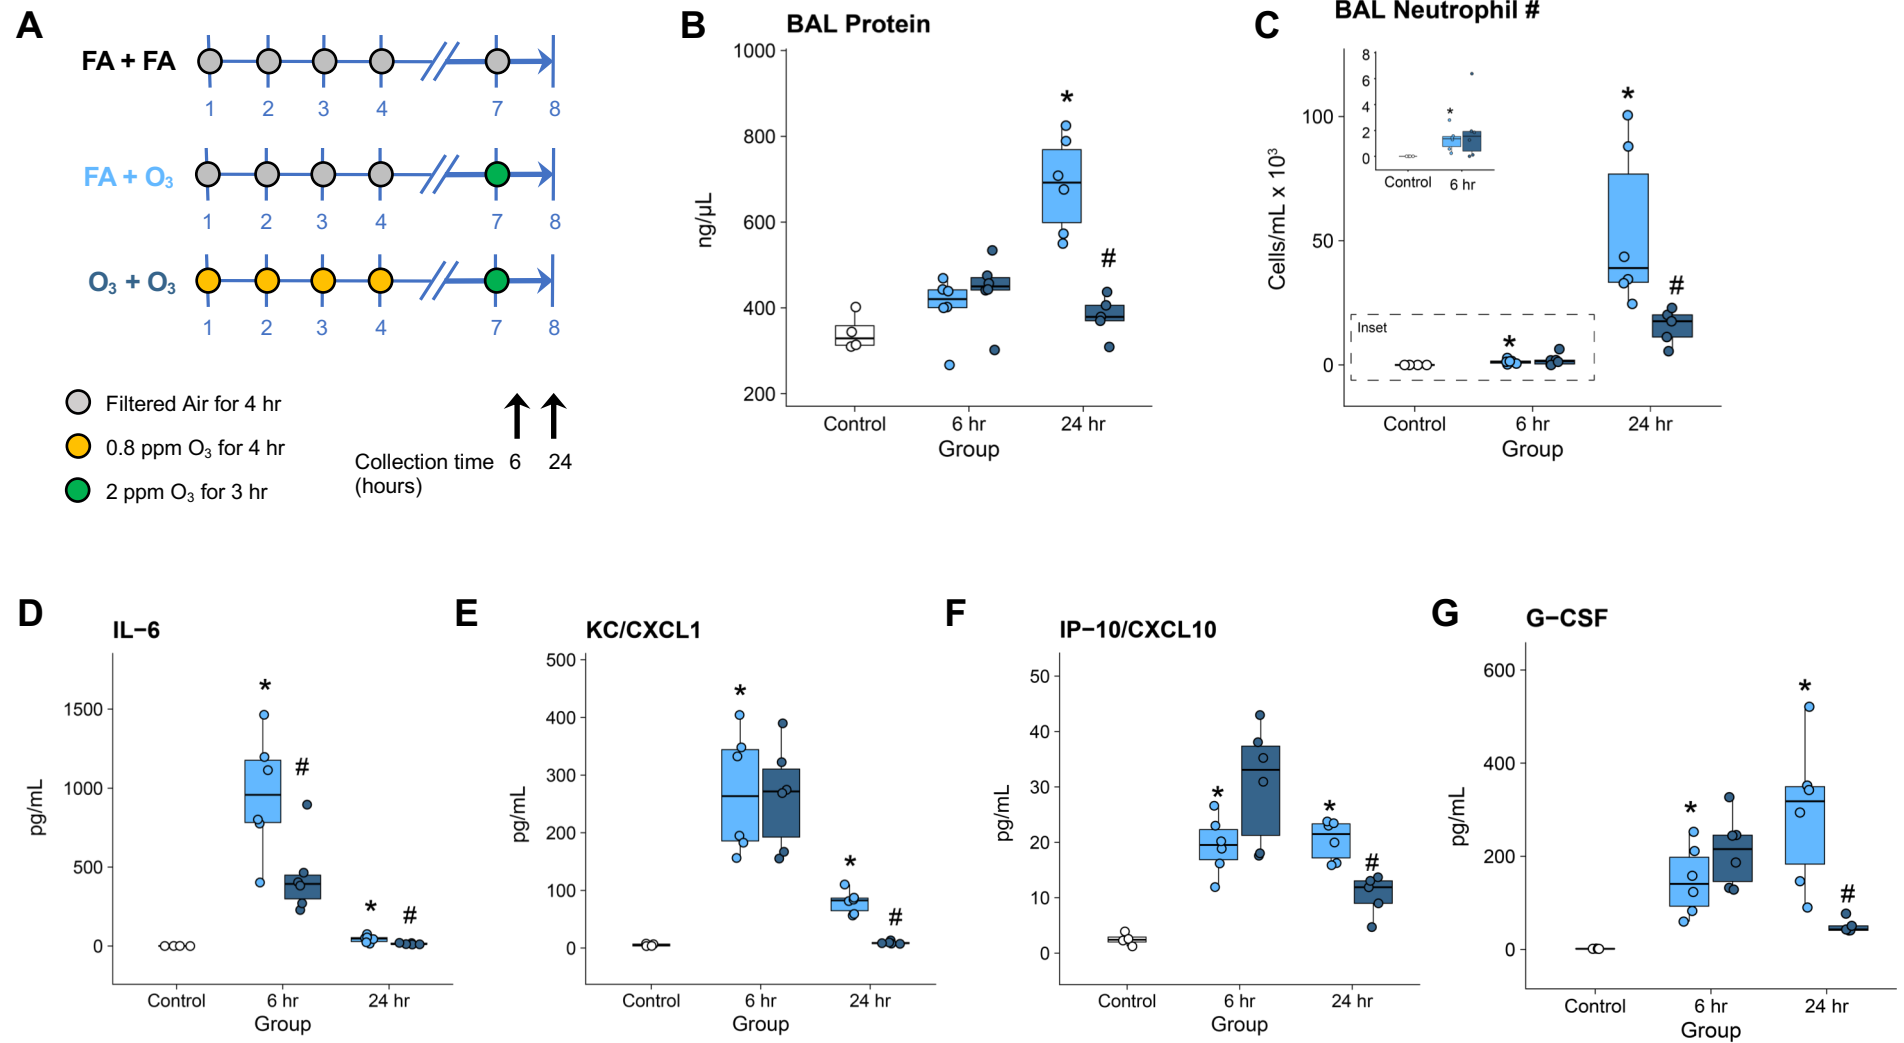 A
FA + FA
1 2 3 4 7 8
FA + O₃
1 2 3 4 7 8
O₃ + O₃
1 2 3 4 7 8
Filtered Air for 4 hr
0.8 ppm O₃ for 4 hr
2 ppm O₃ for 3 hr
Collection time 6 24
(hours)
B
BAL Protein
ng/µL
1000
800
600
400
200
*
#
Control 6 hr 24 hr
Group
C
BAL Neutrophil #
Cells/mL x 10³
100
50
0
8
6
4
2
0
*
Control 6 hr
Inset
*
*
#
Control 6 hr 24 hr
Group
D
IL−6
pg/mL
1500
1000
500
0
*
#
*
#
Control 6 hr 24 hr
Group
E
KC/CXCL1
pg/mL
500
400
300
200
100
0
*
*
#
Control 6 hr 24 hr
Group
F
IP−10/CXCL10
pg/mL
50
40
30
20
10
0
*
*
#
Control 6 hr 24 hr
Group
G
G−CSF
pg/mL
600
400
200
0
*
*
#
Control 6 hr 24 hr
Group